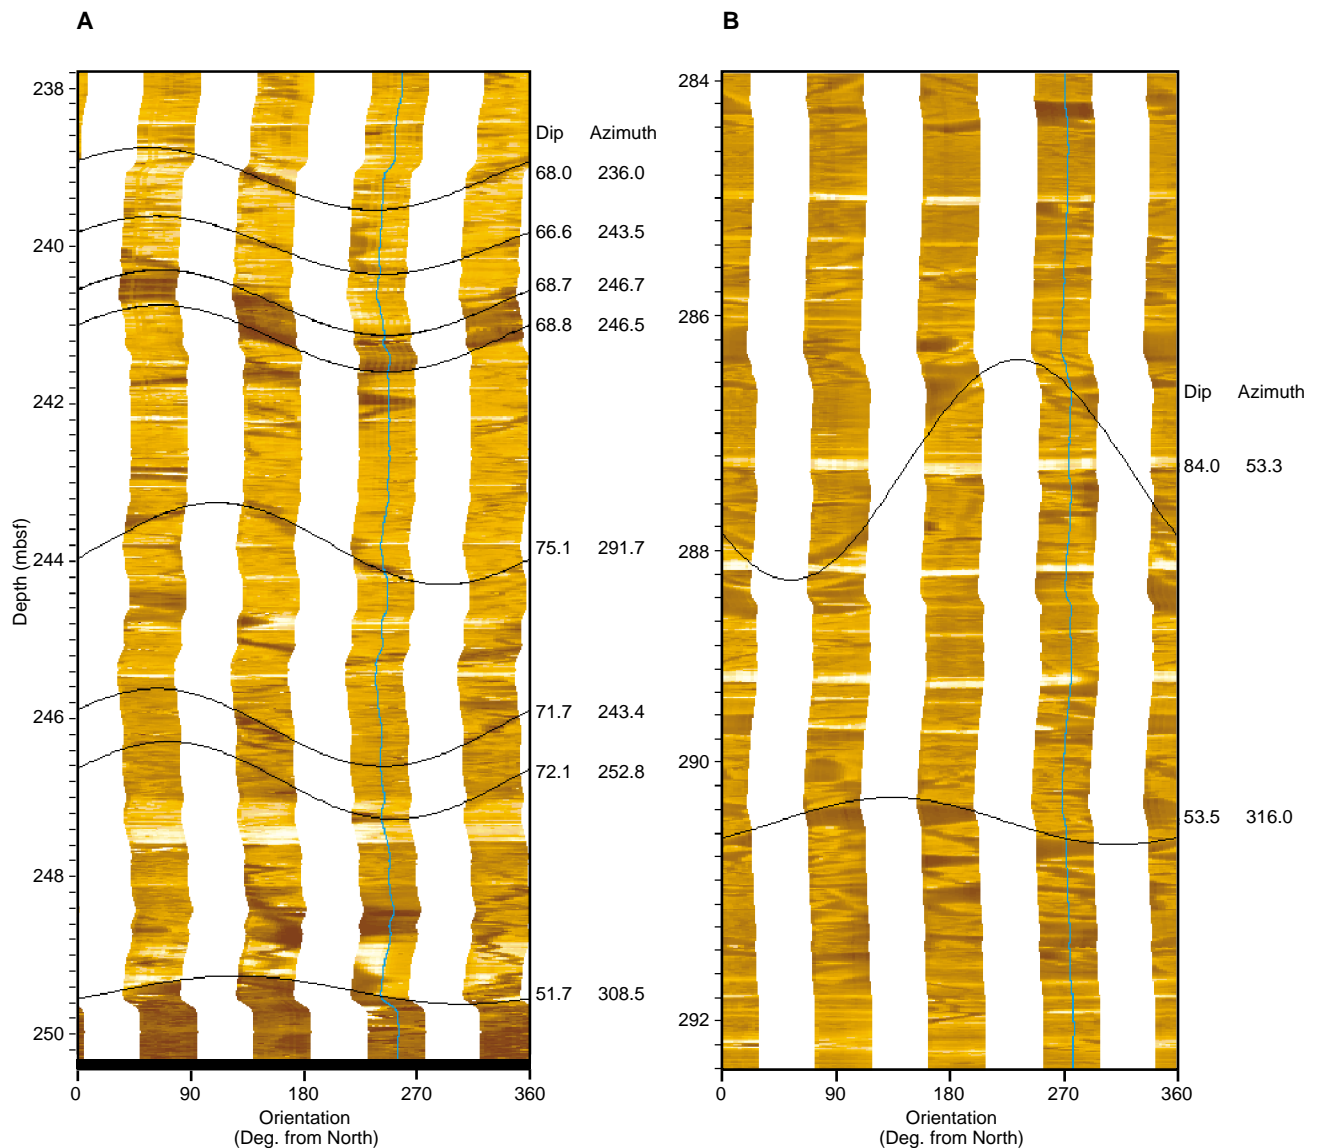 A
B
238
240
242
244
246
248
250
Depth (mbsf)
Dip Azimuth
68.0 236.0
66.6 243.5
68.7 246.7
68.8 246.5
75.1 291.7
71.7 243.4
72.1 252.8
51.7 308.5
0 90 180 270 360
Orientation
(Deg. from North)
284
286
288
290
292
Dip Azimuth
84.0 53.3
53.5 316.0
0 90 180 270 360
Orientation
(Deg. from North)